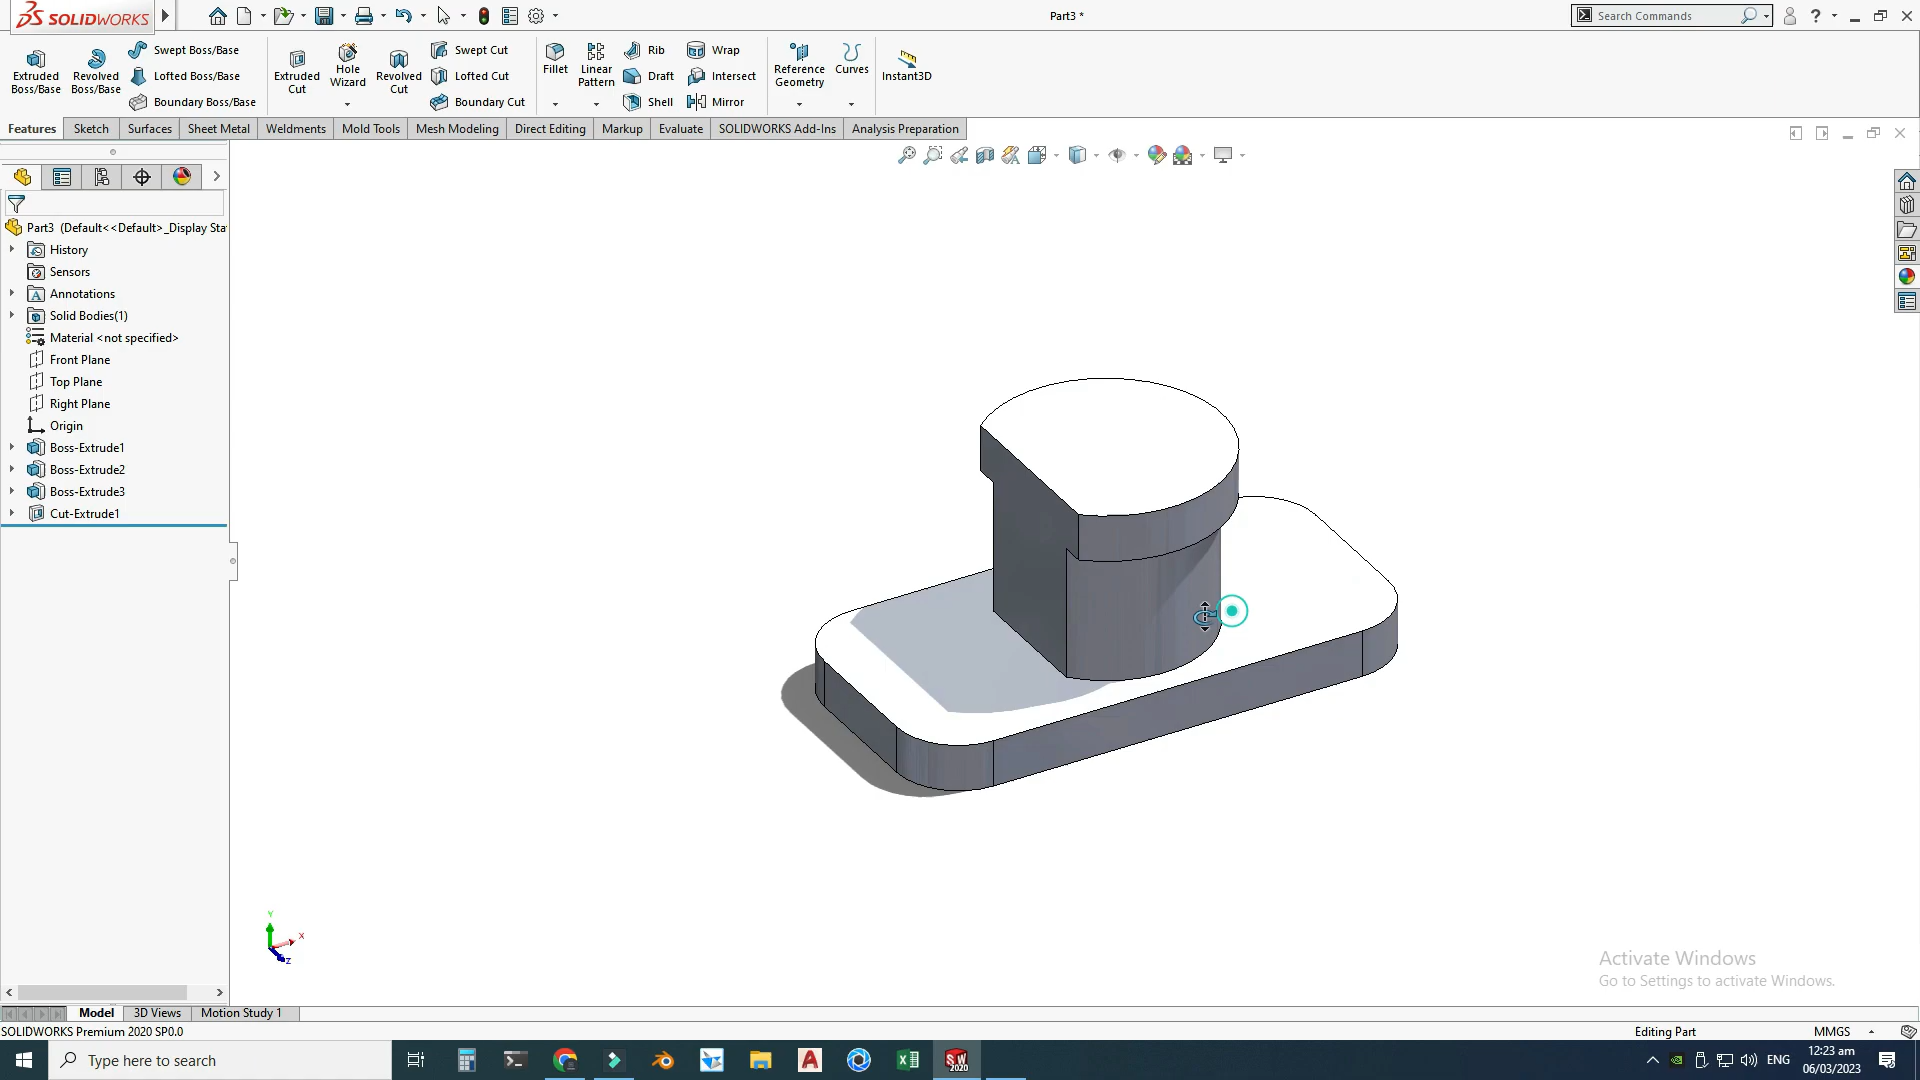 SOLIDWORKS
Part3 *
Search Commands
Extruded Boss/Base
Revolved Boss/Base
Swept Boss/Base
Lofted Boss/Base
Boundary Boss/Base
Extruded Cut
Hole Wizard
Revolved Cut
Swept Cut
Lofted Cut
Boundary Cut
Fillet
Linear Pattern
Rib
Draft
Shell
Wrap
Intersect
Mirror
Reference Geometry
Curves
Instant3D
Features Sketch Surfaces Sheet Metal Weldments Mold Tools Mesh Modeling Direct Editing Markup Evaluate SOLIDWORKS Add-Ins Analysis Preparation
Part3 (Default<<Default>_Display Sta
History
Sensors
Annotations
Solid Bodies(1)
Material <not specified>
Front Plane
Top Plane
Right Plane
Origin
Boss-Extrude1
Boss-Extrude2
Boss-Extrude3
Cut-Extrude1
Y
X
Z
Activate Windows
Go to Settings to activate Windows.
Model 3D Views Motion Study 1
SOLIDWORKS Premium 2020 SP0.0
Editing Part
MMGS
Type here to search
SW
2020
ENG
12:23 am
06/03/2023